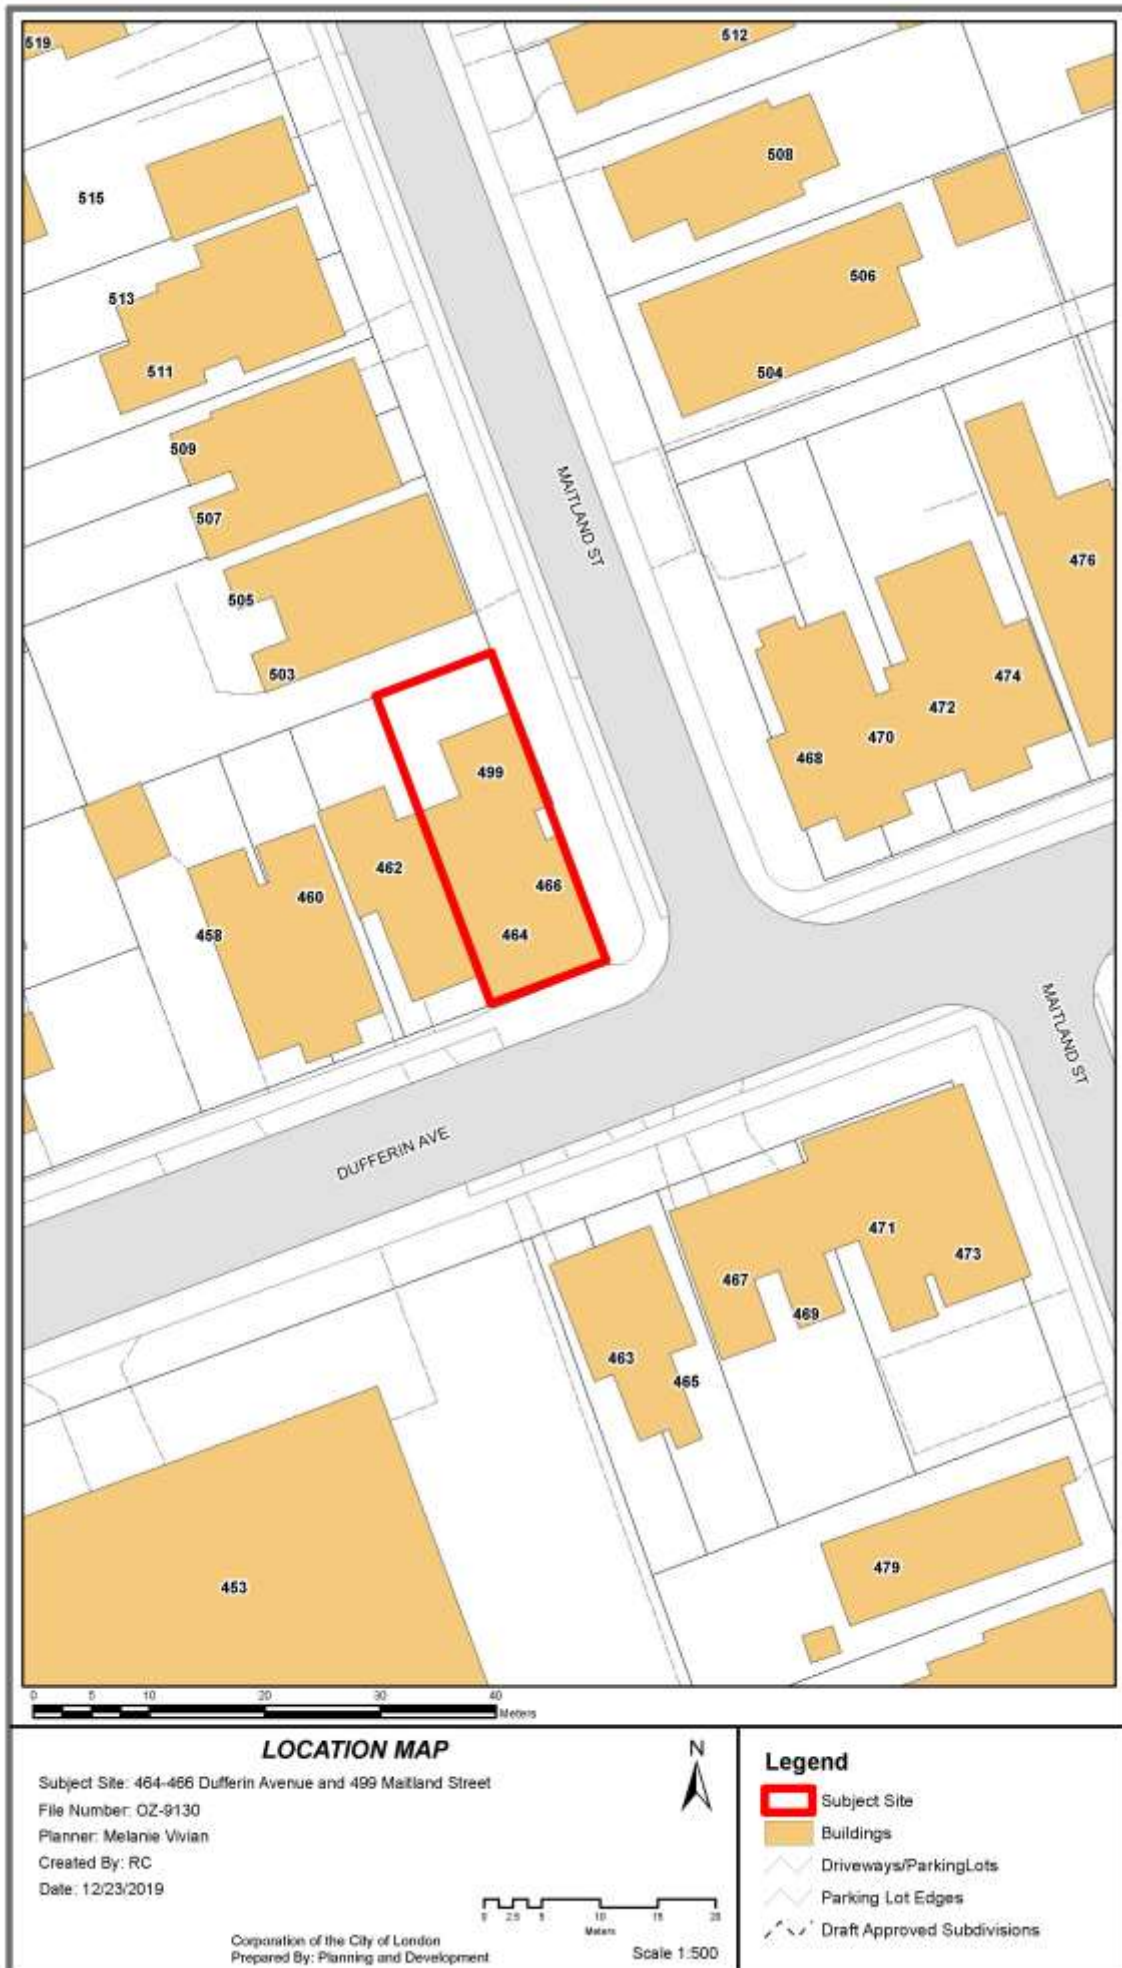 519
512
508
515
506
513
511
504
509
MAITLAND ST
507
476
505
503
474
472
470
468
499
462
466
460
464
458
MAITLAND ST
DUFFERIN AVE
471
473
467
469
463
465
479
453
0 5 10 20 30 40
Meters
LOCATION MAP
Subject Site: 464-466 Dufferin Avenue and 499 Maitland Street
File Number: OZ-9130
Planner: Melanie Vivian
Created By: RC
Date: 12/23/2019
Corporation of the City of London
Prepared By: Planning and Development
N
0 2.5 5 10 15 20
Meters
Scale 1:500
Legend
Subject Site
Buildings
Driveways/ParkingLots
Parking Lot Edges
Draft Approved Subdivisions